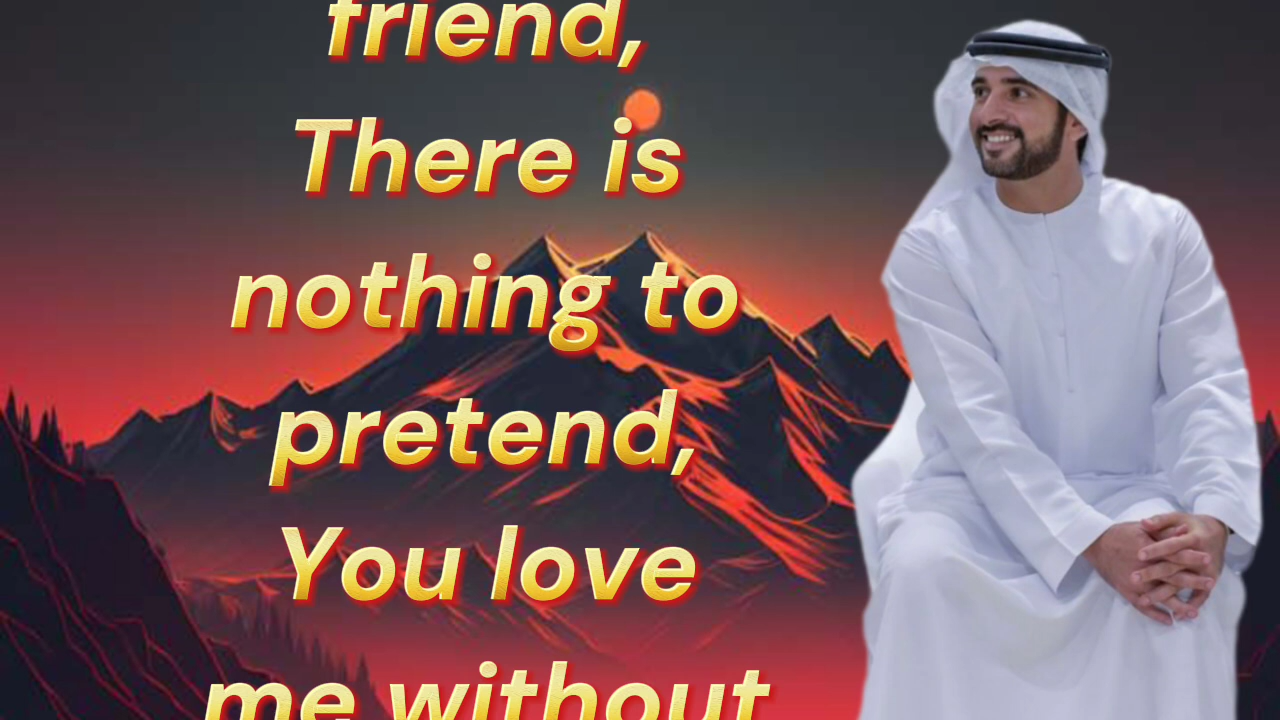 friend,
There is
nothing to
pretend,
You love
me without